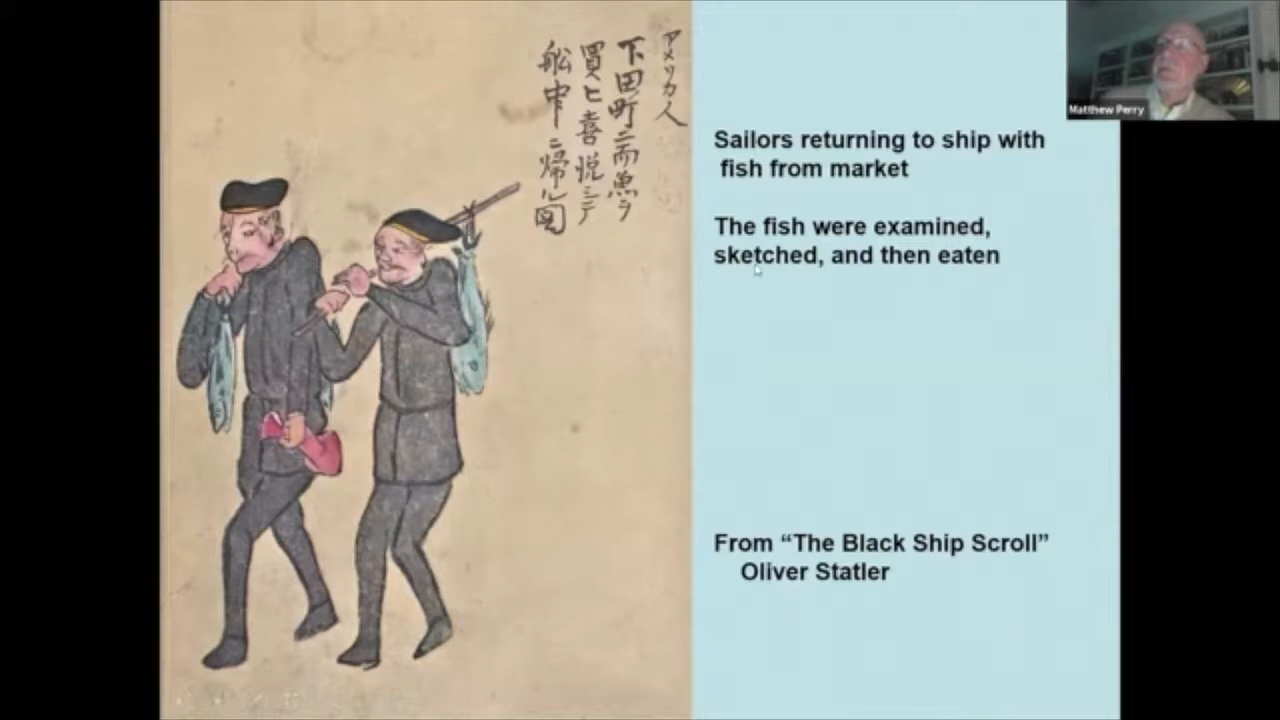 アメリカ人
下田町ニ而魚ヲ
買ヒ喜悦シテ
船中ニ帰ル図
Sailors returning to ship with
fish from market
The fish were examined,
sketched, and then eaten
From “The Black Ship Scroll”
Oliver Statler
Matthew Perry